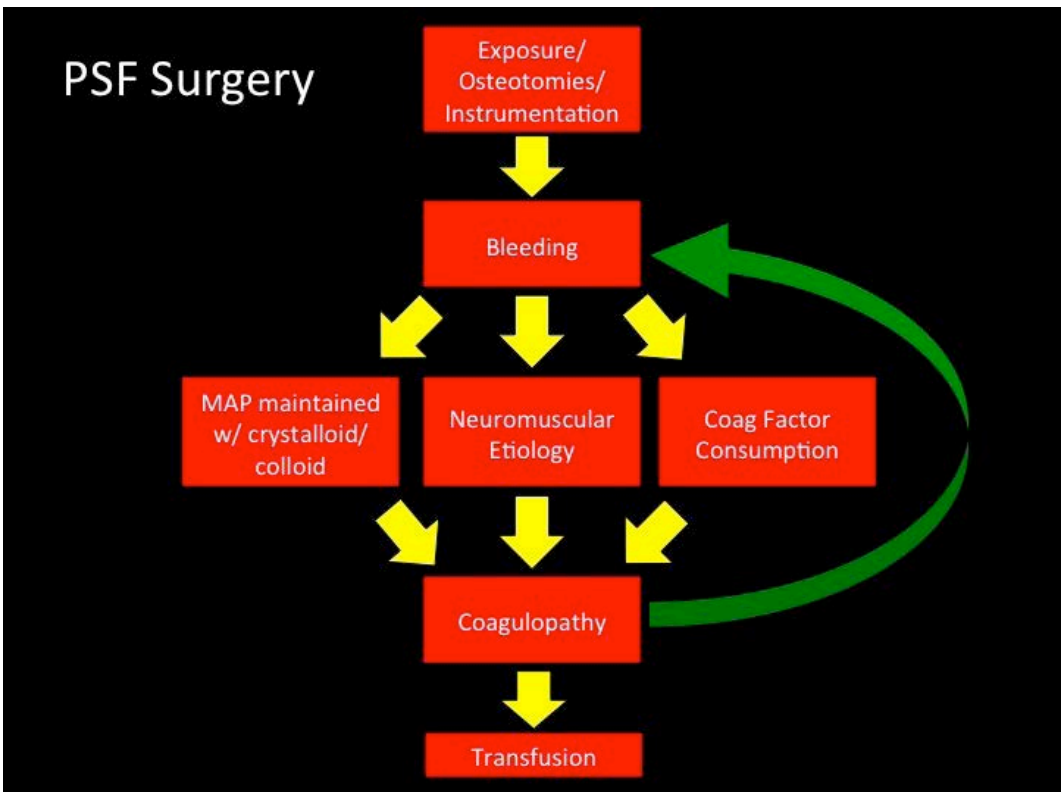 PSF Surgery
Exposure/
Osteotomies/
Instrumentation
Bleeding
MAP maintained
w/ crystalloid/
colloid
Neuromuscular
Etiology
Coag Factor
Consumption
Coagulopathy
Transfusion